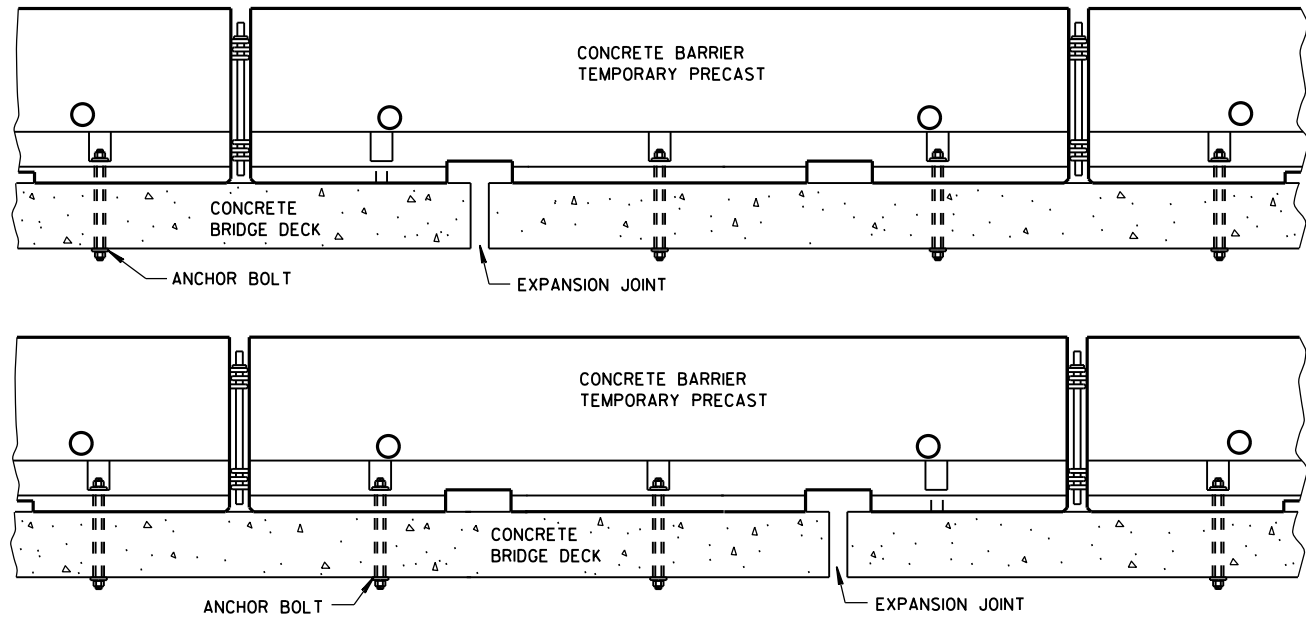 CONCRETE BARRIER
TEMPORARY PRECAST
CONCRETE
BRIDGE DECK
ANCHOR BOLT
EXPANSION JOINT
CONCRETE BARRIER
TEMPORARY PRECAST
CONCRETE
BRIDGE DECK
ANCHOR BOLT
EXPANSION JOINT